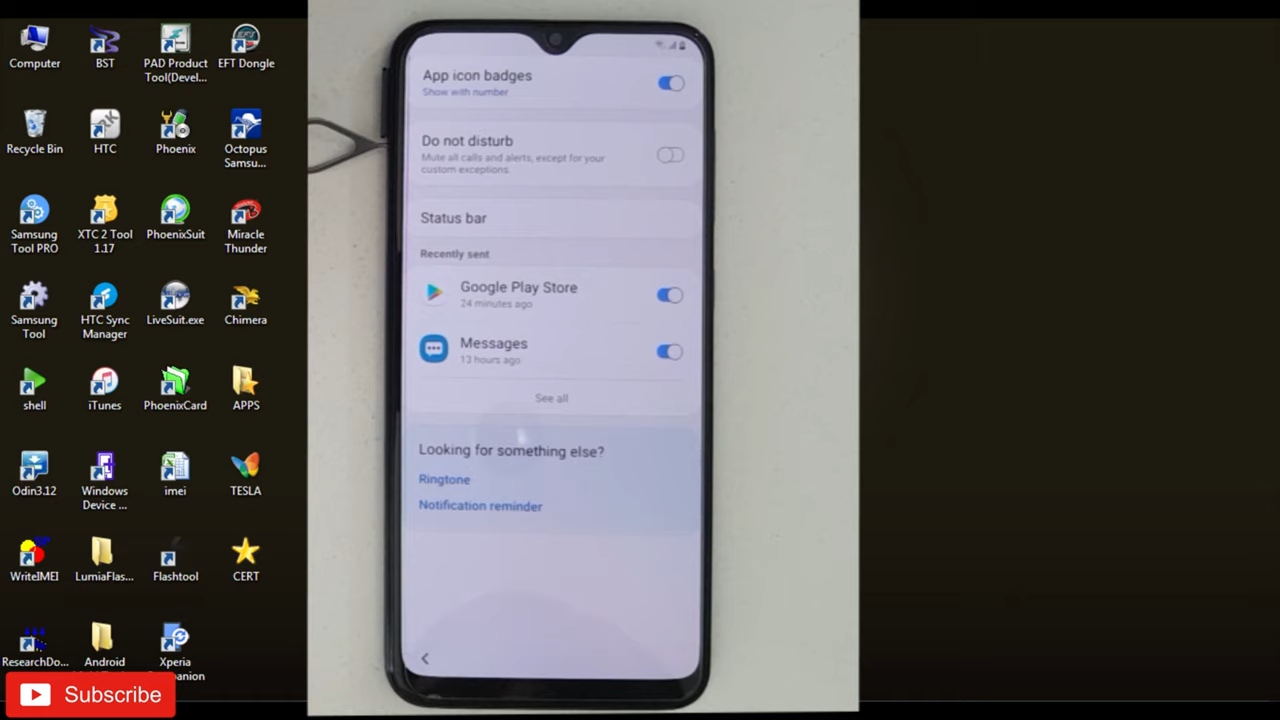 Computer
BST
PAD Product
Tool(Devel...
EFT Dongle
Recycle Bin
HTC
Phoenix
Octopus
Samsu...
Samsung
Tool PRO
XTC 2 Tool
1.17
PhoenixSuit
Miracle
Thunder
Samsung
Tool
HTC Sync
Manager
LiveSuit.exe
Chimera
shell
iTunes
PhoenixCard
APPS
Odin3.12
Windows
Device ...
imei
TESLA
WriteIMEI
LumiaFlas...
Flashtool
CERT
ResearchDo...
Android
Xperia
panion
Subscribe
App icon badges
Show with number
Do not disturb
Mute all calls and alerts, except for your
custom exceptions.
Status bar
Recently sent
Google Play Store
24 minutes ago
Messages
13 hours ago
See all
Looking for something else?
Ringtone
Notification reminder